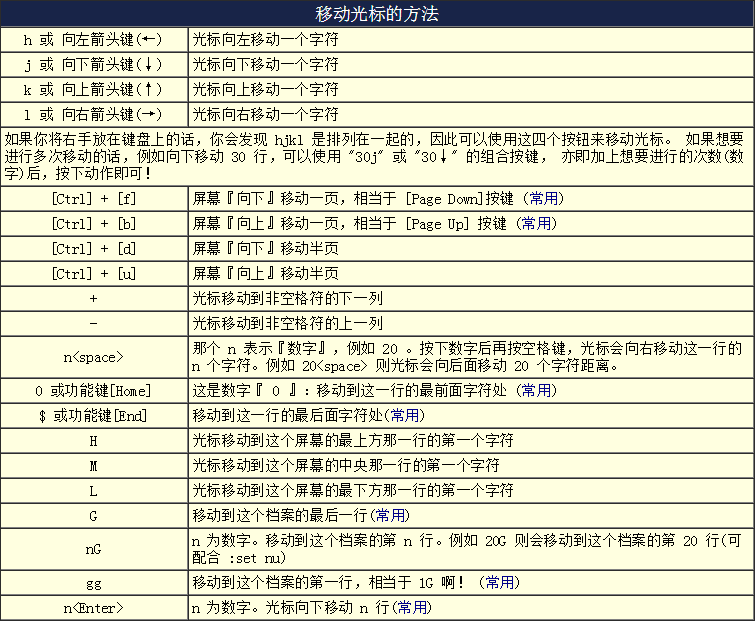 移动光标的方法
h 或 向左箭头键(←) 光标向左移动一个字符
j 或 向下箭头键(↓) 光标向下移动一个字符
k 或 向上箭头键(↑) 光标向上移动一个字符
l 或 向右箭头键(→) 光标向右移动一个字符
如果你将右手放在键盘上的话，你会发现 hjkl 是排列在一起的，因此可以使用这四个按钮来移动光标。 如果想要
进行多次移动的话，例如向下移动 30 行，可以使用 "30j" 或 "30↓" 的组合按键， 亦即加上想要进行的次数(数
字)后，按下动作即可！
[Ctrl] + [f] 屏幕『向下』移动一页，相当于 [Page Down]按键 (常用)
[Ctrl] + [b] 屏幕『向上』移动一页，相当于 [Page Up] 按键 (常用)
[Ctrl] + [d] 屏幕『向下』移动半页
[Ctrl] + [u] 屏幕『向上』移动半页
+ 光标移动到非空格符的下一列
- 光标移动到非空格符的上一列
n<space> 那个 n 表示『数字』，例如 20 。按下数字后再按空格键，光标会向右移动这一行的
n 个字符。例如 20<space> 则光标会向后面移动 20 个字符距离。
0 或功能键[Home] 这是数字『 0 』：移动到这一行的最前面字符处 (常用)
$ 或功能键[End] 移动到这一行的最后面字符处(常用)
H 光标移动到这个屏幕的最上方那一行的第一个字符
M 光标移动到这个屏幕的中央那一行的第一个字符
L 光标移动到这个屏幕的最下方那一行的第一个字符
G 移动到这个档案的最后一行(常用)
nG n 为数字。移动到这个档案的第 n 行。例如 20G 则会移动到这个档案的第 20 行(可
配合 :set nu)
gg 移动到这个档案的第一行，相当于 1G 啊！ (常用)
n<Enter> n 为数字。光标向下移动 n 行(常用)